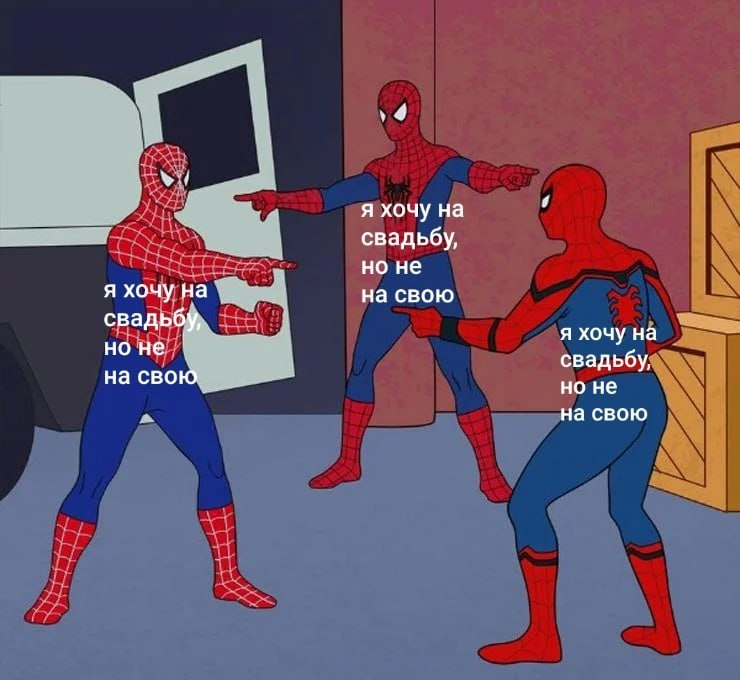 я хочу на
свадьбу,
но не
на свою
я хочу на
свадьбу,
но не
на свою
я хочу на
свадьбу,
но не
на свою